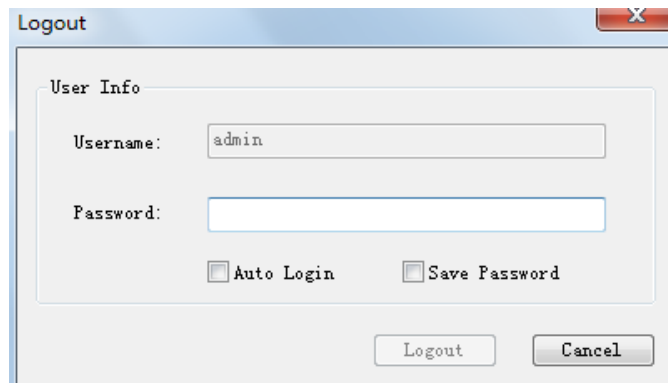 Logout
User Info
Username: admin
Password:
Auto Login Save Password
Logout Cancel